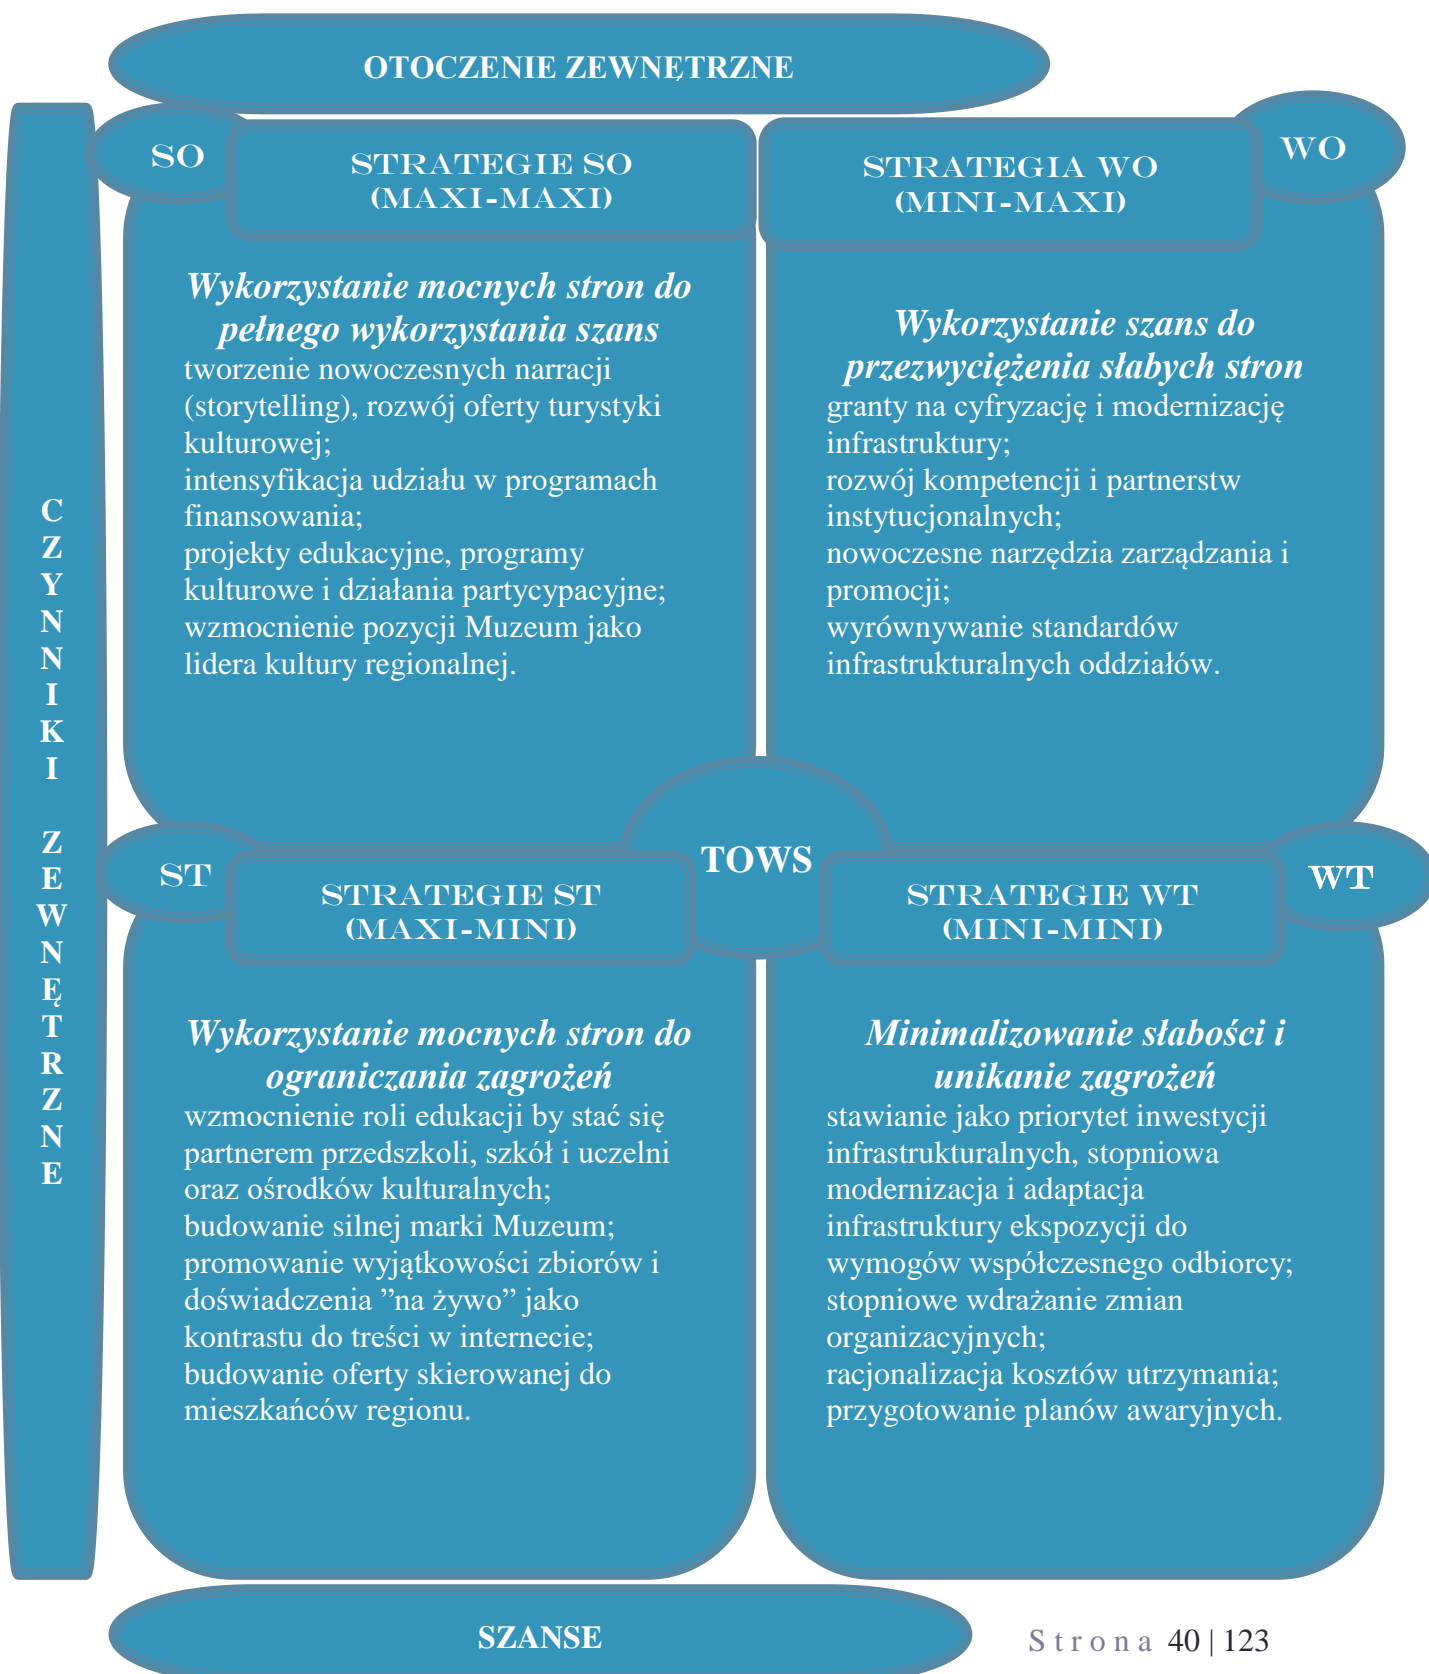 OTOCZENIE ZEWNĘTRZNE
CZYNNIKI ZEWNĘTRZNE
SO
STRATEGIE SO
(MAXI-MAXI)
Wykorzystanie mocnych stron do
pełnego wykorzystania szans
tworzenie nowoczesnych narracji
(storytelling), rozwój oferty turystyki
kulturowej;
intensyfikacja udziału w programach
finansowania;
projekty edukacyjne, programy
kulturowe i działania partycypacyjne;
wzmocnienie pozycji Muzeum jako
lidera kultury regionalnej.
WO
STRATEGIA WO
(MINI-MAXI)
Wykorzystanie szans do
przezwyciężenia słabych stron
granty na cyfryzację i modernizację
infrastruktury;
rozwój kompetencji i partnerstw
instytucjonalnych;
nowoczesne narzędzia zarządzania i
promocji;
wyrównywanie standardów
infrastrukturalnych oddziałów.
TOWS
ST
STRATEGIE ST
(MAXI-MINI)
Wykorzystanie mocnych stron do
ograniczania zagrożeń
wzmocnienie roli edukacji by stać się
partnerem przedszkoli, szkół i uczelni
oraz ośrodków kulturalnych;
budowanie silnej marki Muzeum;
promowanie wyjątkowości zbiorów i
doświadczenia ”na żywo” jako
kontrastu do treści w internecie;
budowanie oferty skierowanej do
mieszkańców regionu.
WT
STRATEGIE WT
(MINI-MINI)
Minimalizowanie słabości i
unikanie zagrożeń
stawianie jako priorytet inwestycji
infrastrukturalnych, stopniowa
modernizacja i adaptacja
infrastruktury ekspozycji do
wymogów współczesnego odbiorcy;
stopniowe wdrażanie zmian
organizacyjnych;
racjonalizacja kosztów utrzymania;
przygotowanie planów awaryjnych.
SZANSE
Strona 40 | 123